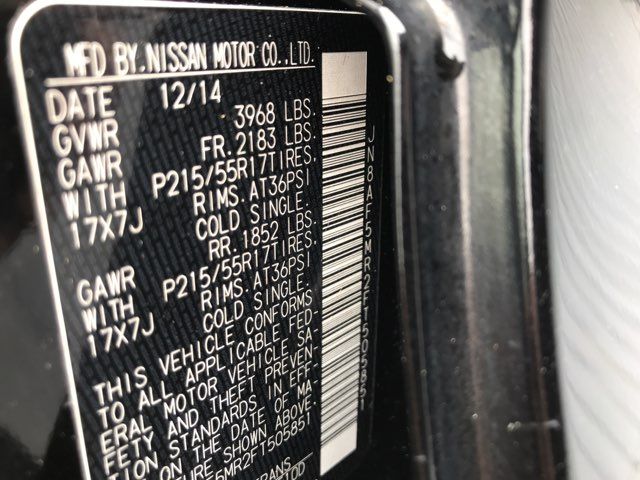 MFD BY.NISSAN MOTOR CO.,LTD.
DATE 12/14
GVWR 3968 LBS.
GAWR FR.2183 LBS.
WITH P215/55R17TIRES.
17X7J RIMS.AT36PSI
COLD SINGLE.
GAWR RR.1852 LBS.
WITH P215/55R17TIRES.
17X7J RIMS.AT36PSI
COLD SINGLE.
THIS VEHICLE CONFORMS
TO ALL APPLICABLE FED-
ERAL MOTOR VEHICLE SA-
FETY AND THEFT PREVEN-
TION STANDARDS IN EFF-
ON THE DATE OF MA-
TURE SHOWN ABOVE.
5MR2FT505851
TRANS
JN8AF5MR2FT505851